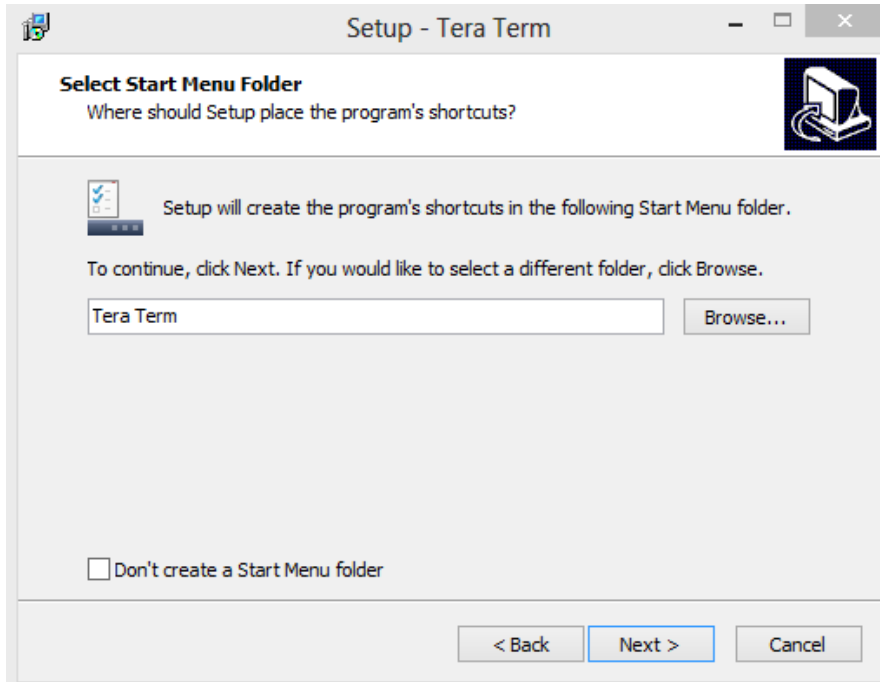 Setup - Tera Term
Select Start Menu Folder
Where should Setup place the program's shortcuts?
Setup will create the program's shortcuts in the following Start Menu folder.
To continue, click Next. If you would like to select a different folder, click Browse.
Tera Term
Browse...
Don't create a Start Menu folder
< Back
Next >
Cancel